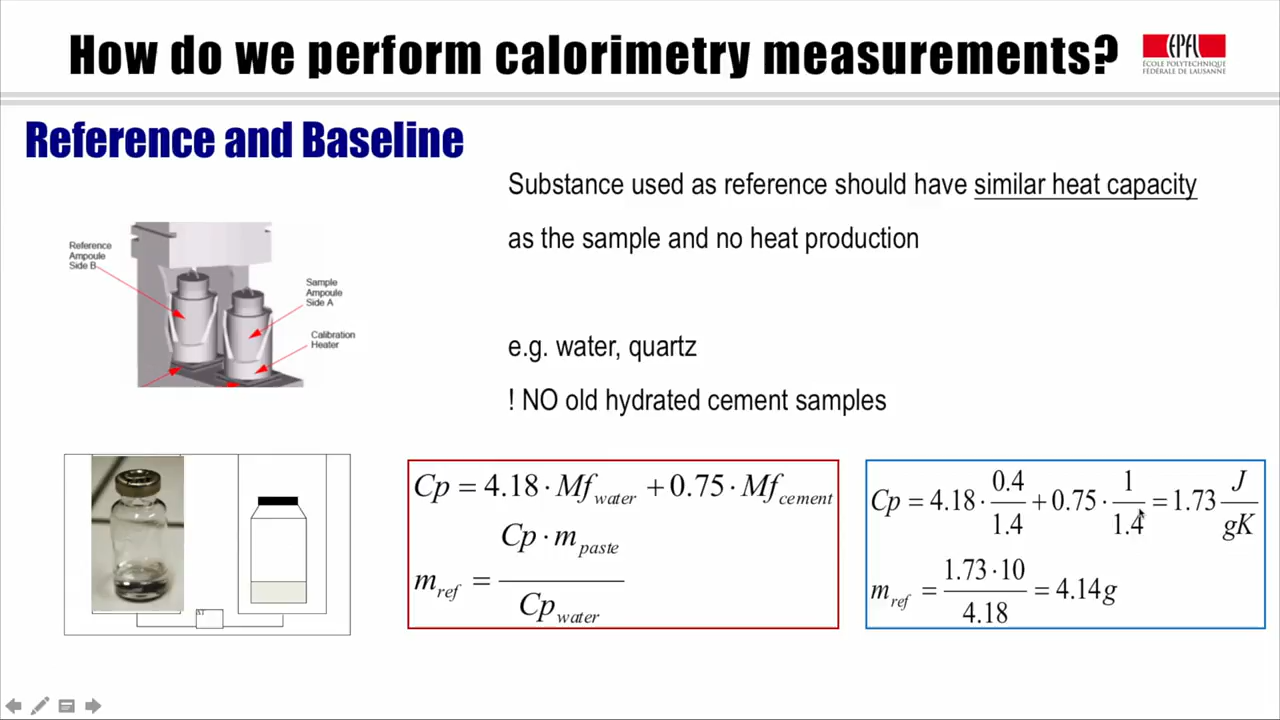 How do we perform calorimetry measurements?
EPFL
ÉCOLE POLYTECHNIQUE
FÉDÉRALE DE LAUSANNE
Reference and Baseline
Substance used as reference should have similar heat capacity
as the sample and no heat production
Reference
Ampoule
Side B
Sample
Ampoule
Side A
Calibration
Heater
e.g. water, quartz
! NO old hydrated cement samples
Cp = 4.18 · Mf_water + 0.75 · Mf_cement
m_ref = Cp · m_paste / Cp_water
Cp = 4.18 · 0.4/1.4 + 0.75 · 1/1.4 = 1.73 J/gK
m_ref = 1.73 · 10 / 4.18 = 4.14g